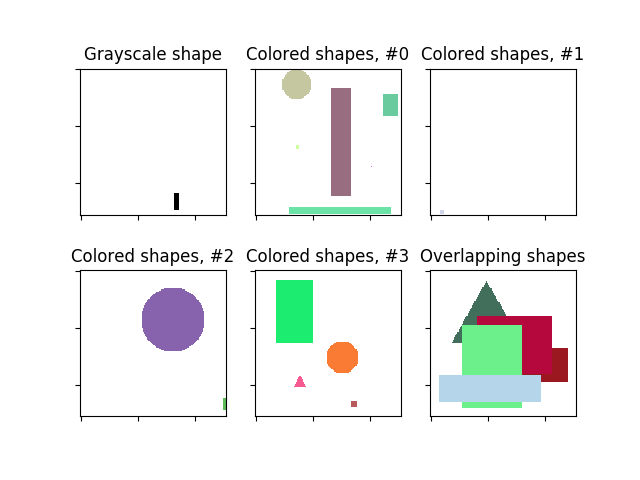 Grayscale shape
Colored shapes, #0
Colored shapes, #1
Colored shapes, #2
Colored shapes, #3
Overlapping shapes